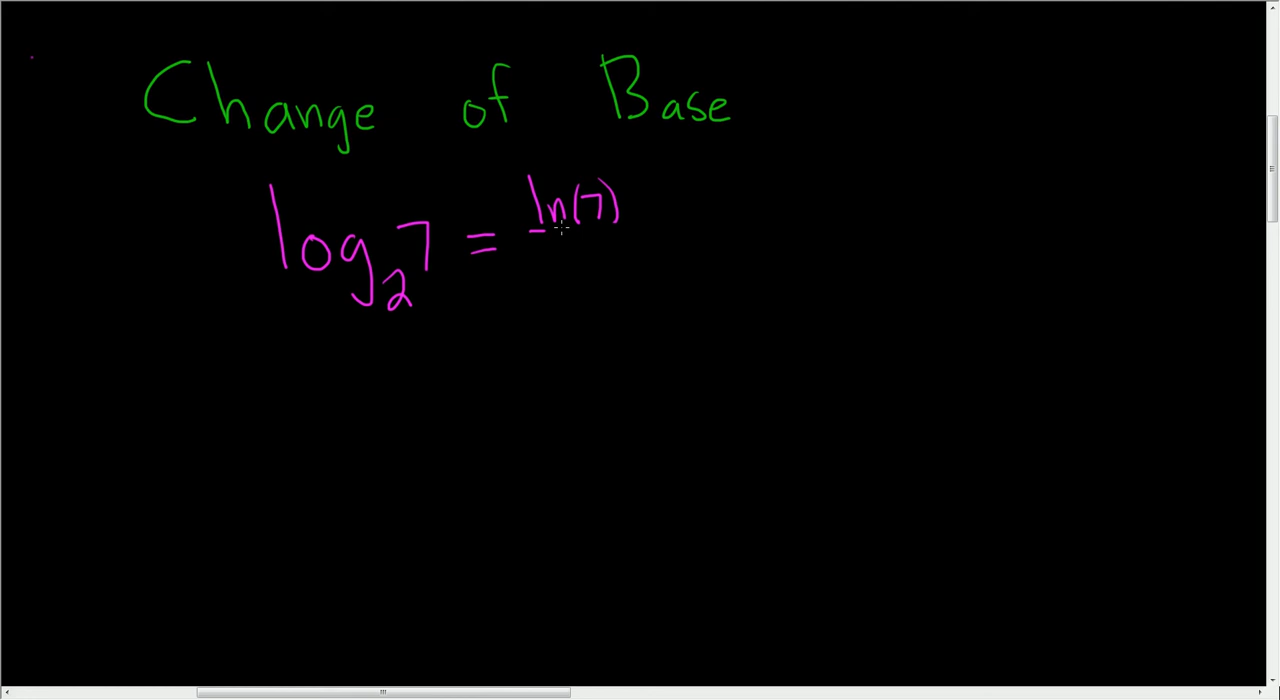 Change of Base
log₂7 = ln(7)